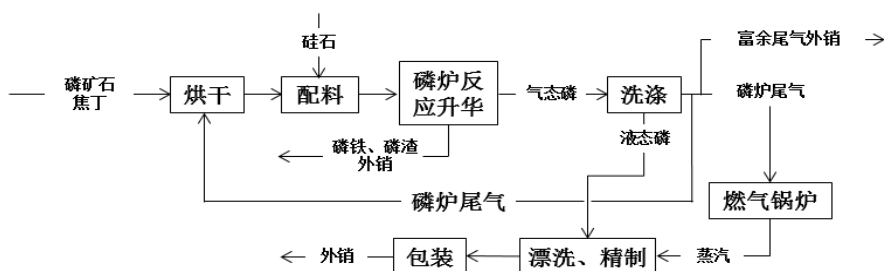 硅石
富余尾气外销
磷矿石
焦丁
烘干
配料
磷炉反
应升华
气态磷
洗涤
磷炉尾气
磷铁、磷渣
外销
液态磷
磷炉尾气
燃气锅炉
外销
包装
漂洗、精制
蒸汽